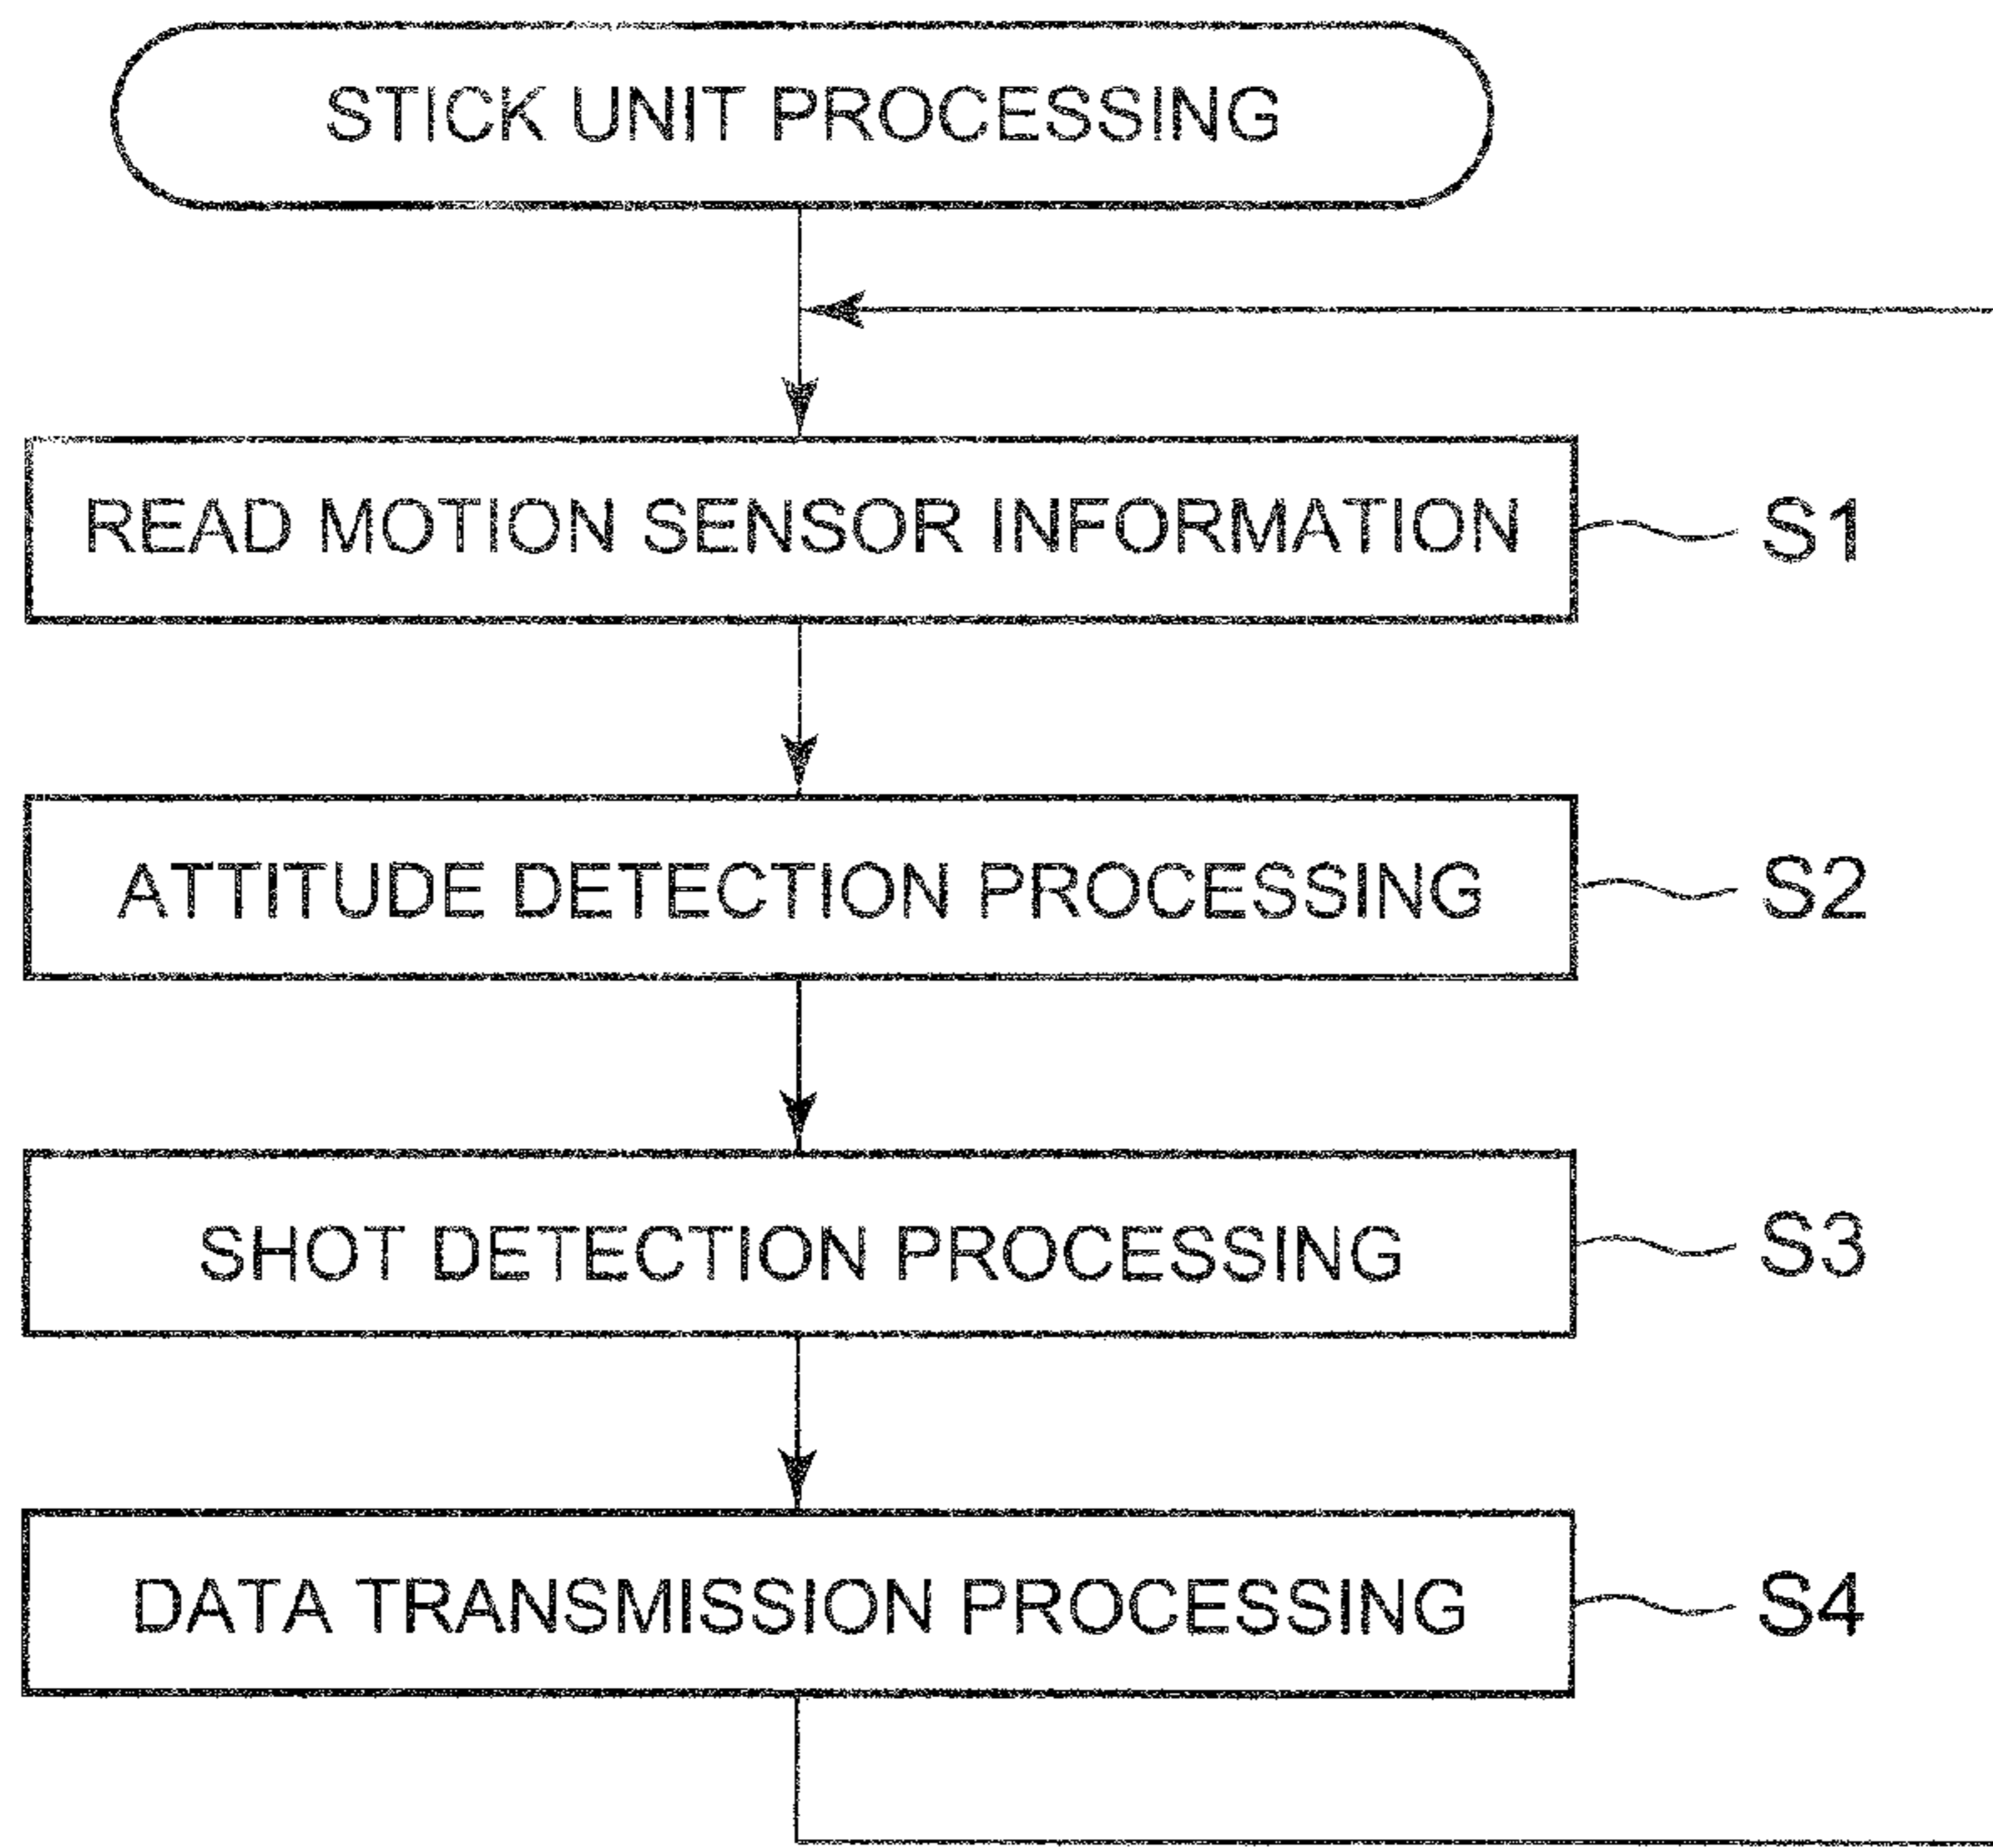 STICK UNIT PROCESSING
READ MOTION SENSOR INFORMATION
S1
ATTITUDE DETECTION PROCESSING
S2
SHOT DETECTION PROCESSING
S3
DATA TRANSMISSION PROCESSING
S4